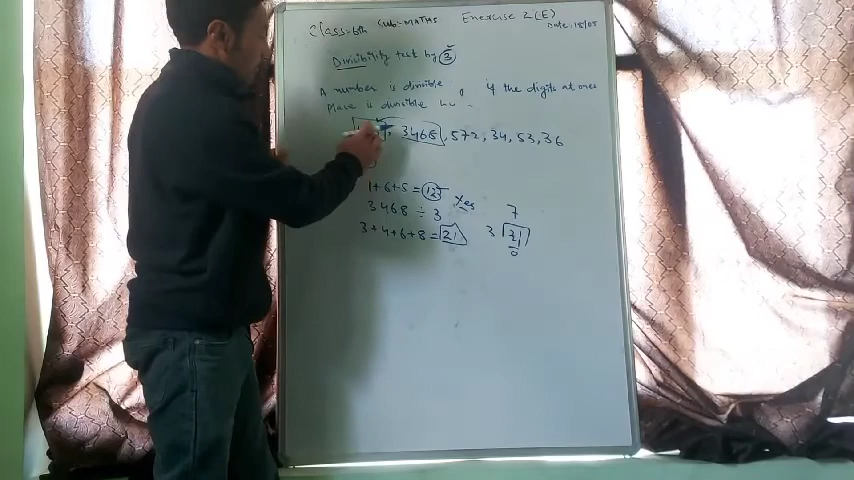 Class=6th Sub=MATHS Exercise 2(E)
Date:18/05
Divisibility test by 3
A number is divisible , if the digits at ones
Place is divisible
3468, 572, 34, 53, 36
1+6+5=12
3468 ÷ 3 Yes
3+4+6+8=21
7
3 21
0